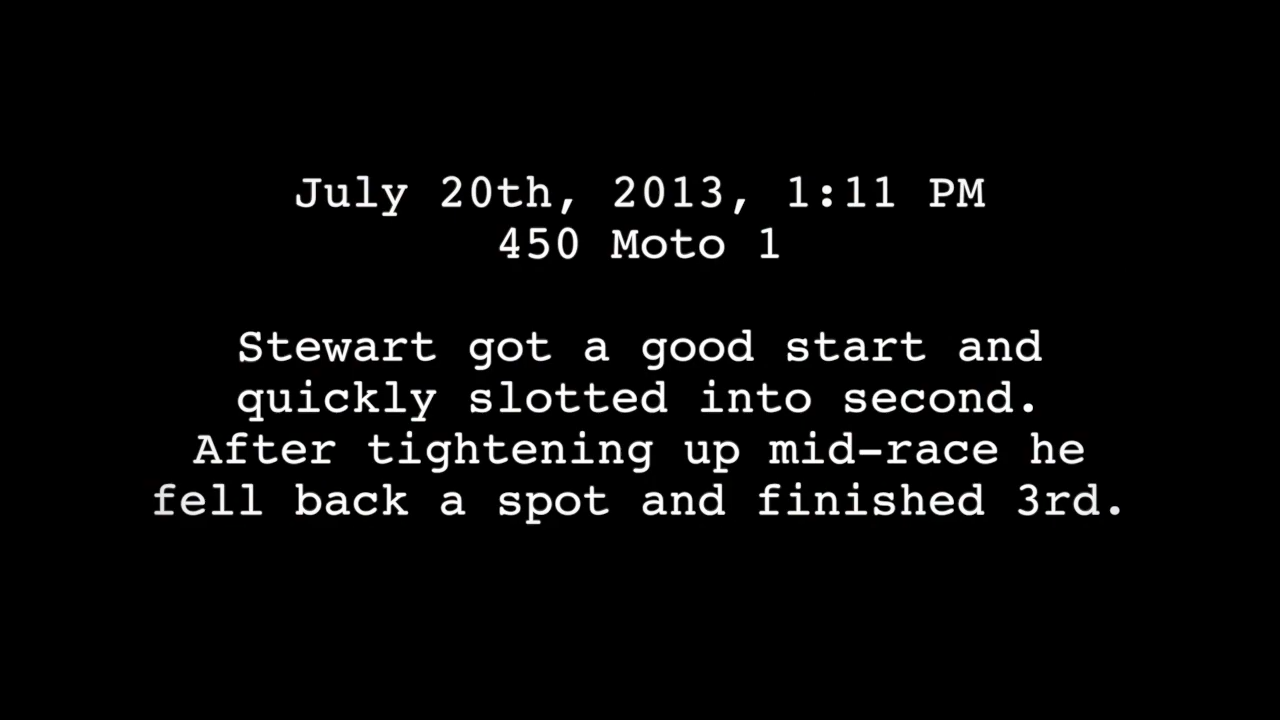 July 20th, 2013, 1:11 PM
450 Moto 1
Stewart got a good start and
quickly slotted into second.
After tightening up mid-race he
fell back a spot and finished 3rd.